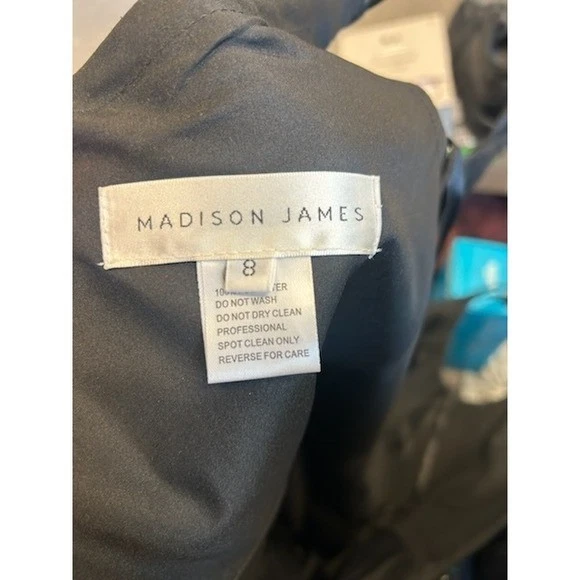 MADISON JAMES
8
DO NOT WASH
DO NOT DRY CLEAN
PROFESSIONAL
SPOT CLEAN ONLY
REVERSE FOR CARE